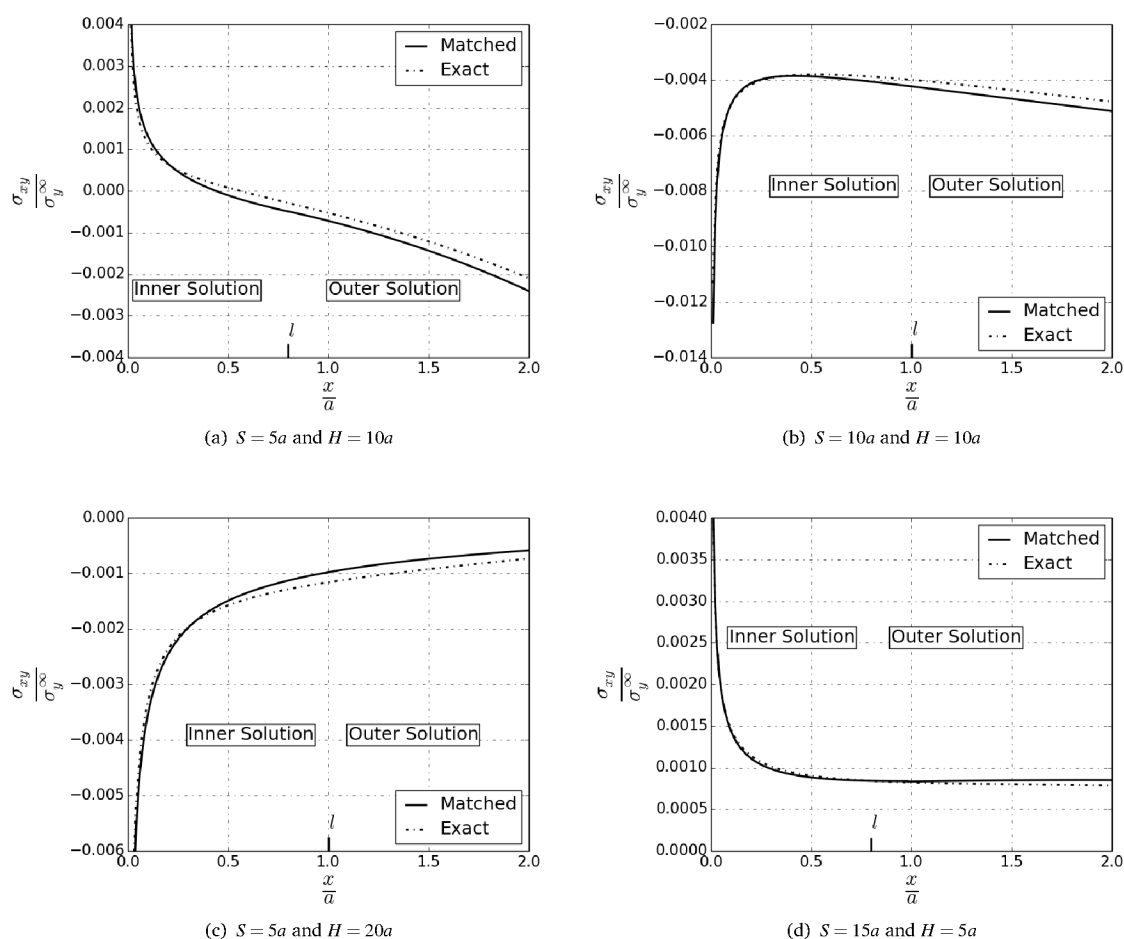 0.004
0.003
0.002
0.001
0.000
−0.001
−0.002
−0.003
−0.004
σxy
σy∞
Matched
Exact
Inner Solution
Outer Solution
l
0.0 0.5 1.0 1.5 2.0
x
a
(a) S = 5a and H = 10a
−0.002
−0.004
−0.006
−0.008
−0.010
−0.012
−0.014
σxy
σy∞
Inner Solution
Outer Solution
Matched
Exact
l
0.0 0.5 1.0 1.5 2.0
x
a
(b) S = 10a and H = 10a
0.000
−0.001
−0.002
−0.003
−0.004
−0.005
−0.006
σxy
σy∞
Inner Solution
Outer Solution
Matched
Exact
l
0.0 0.5 1.0 1.5 2.0
x
a
(c) S = 5a and H = 20a
0.0040
0.0035
0.0030
0.0025
0.0020
0.0015
0.0010
0.0005
0.0000
σxy
σy∞
Matched
Exact
Inner Solution
Outer Solution
l
0.0 0.5 1.0 1.5 2.0
x
a
(d) S = 15a and H = 5a